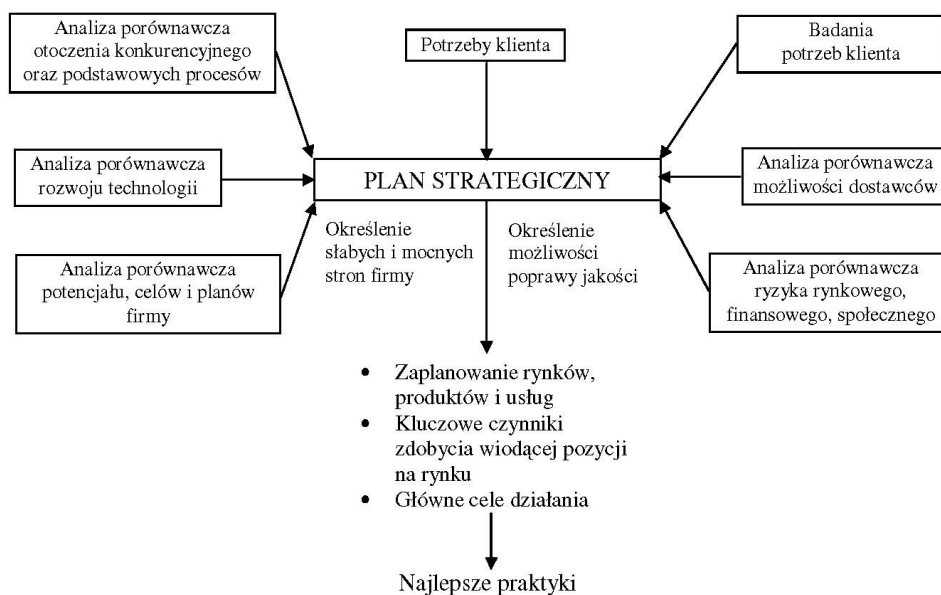 Analiza porównawcza
otoczenia konkurencyjnego
oraz podstawowych procesów
Potrzeby klienta
Badania
potrzeb klienta
Analiza porównawcza
rozwoju technologii
PLAN STRATEGICZNY
Analiza porównawcza
możliwości dostawców
Analiza porównawcza
potencjału, celów i planów
firmy
Określenie
słabych i mocnych
stron firmy
Określenie
możliwości
poprawy jakości
Analiza porównawcza
ryzyka rynkowego,
finansowego, społecznego
• Zaplanowanie rynków,
produktów i usług
• Kluczowe czynniki
zdobycia wiodącej pozycji
na rynku
• Główne cele działania
Najlepsze praktyki